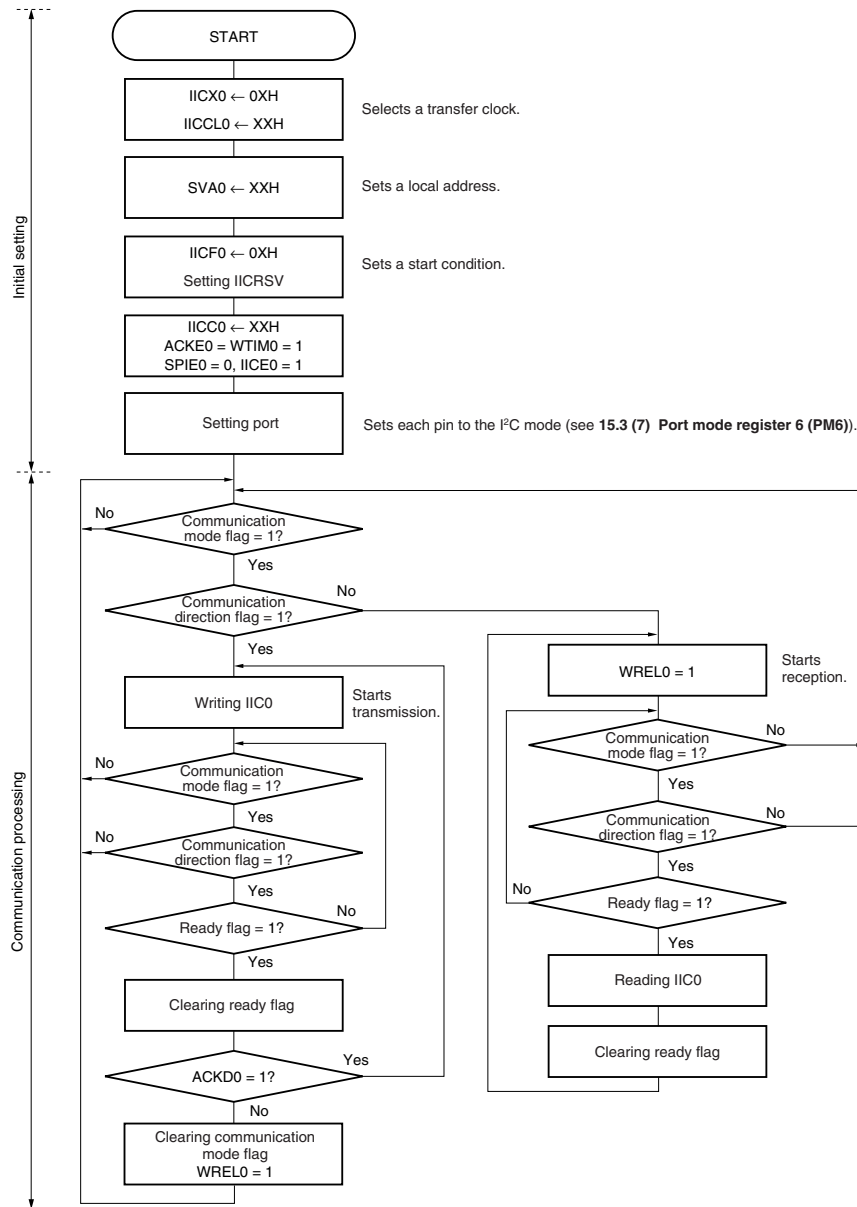 Initial setting
START
IICX0 ← 0XH
IICCL0 ← XXH
Selects a transfer clock.
SVA0 ← XXH
Sets a local address.
IICF0 ← 0XH
Setting IICRSV
Sets a start condition.
IICC0 ← XXH
ACKE0 = WTIM0 = 1
SPIE0 = 0, IICE0 = 1
Setting port
Sets each pin to the I²C mode (see 15.3 (7) Port mode register 6 (PM6)).
Communication processing
No
Communication
mode flag = 1?
Yes
Communication
direction flag = 1?
No
Yes
Writing IIC0
Starts
transmission.
No
Communication
mode flag = 1?
Yes
No
Communication
direction flag = 1?
Yes
Ready flag = 1?
No
Yes
Clearing ready flag
ACKD0 = 1?
Yes
No
Clearing communication
mode flag
WREL0 = 1
WREL0 = 1
Starts
reception.
Communication
mode flag = 1?
No
Yes
Communication
direction flag = 1?
No
Yes
No
Ready flag = 1?
Yes
Reading IIC0
Clearing ready flag